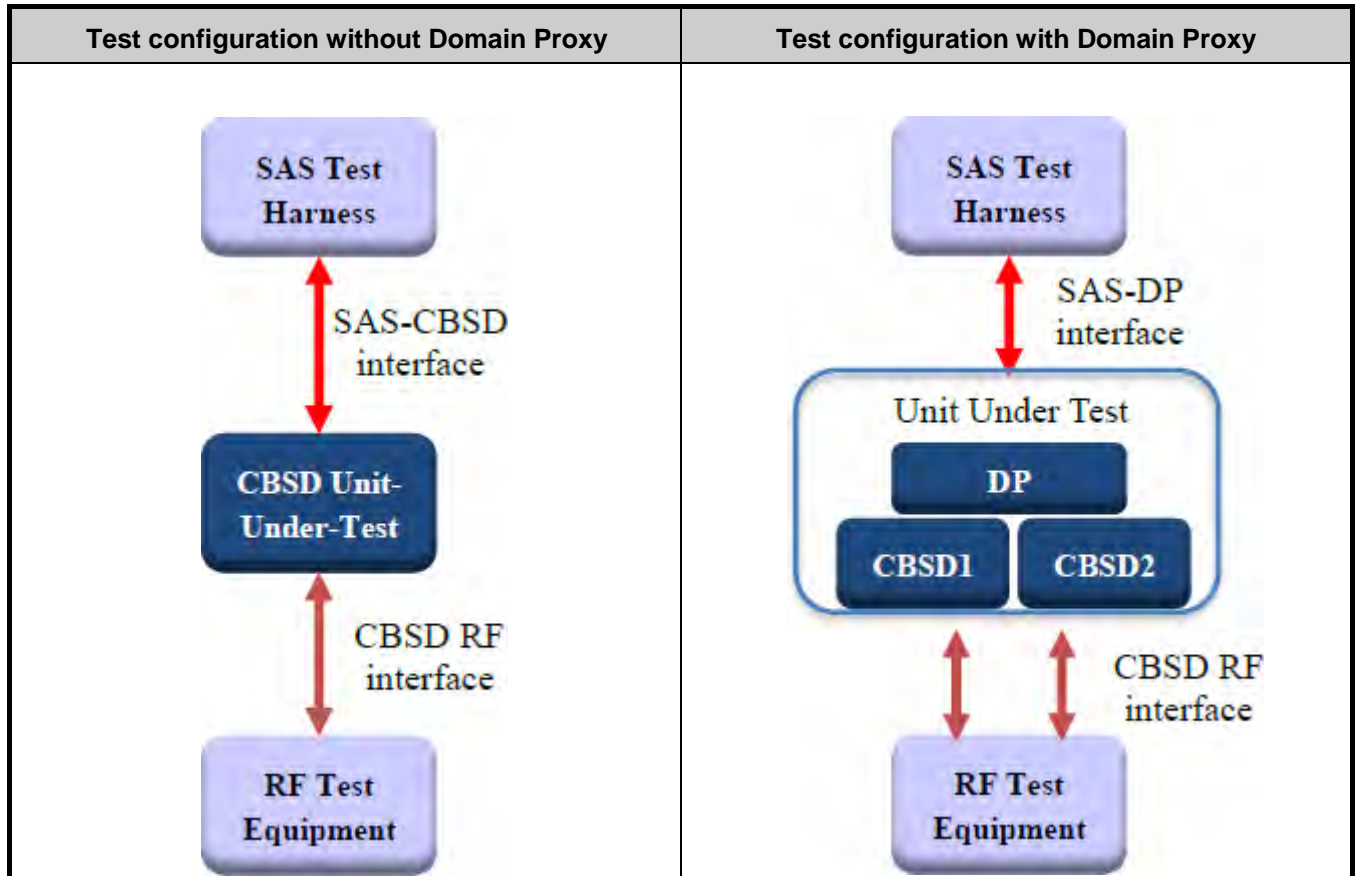 Test configuration without Domain Proxy
Test configuration with Domain Proxy
SAS Test
Harness
SAS-CBSD
interface
CBSD Unit-
Under-Test
CBSD RF
interface
RF Test
Equipment
SAS Test
Harness
SAS-DP
interface
Unit Under Test
DP
CBSD1
CBSD2
CBSD RF
interface
RF Test
Equipment